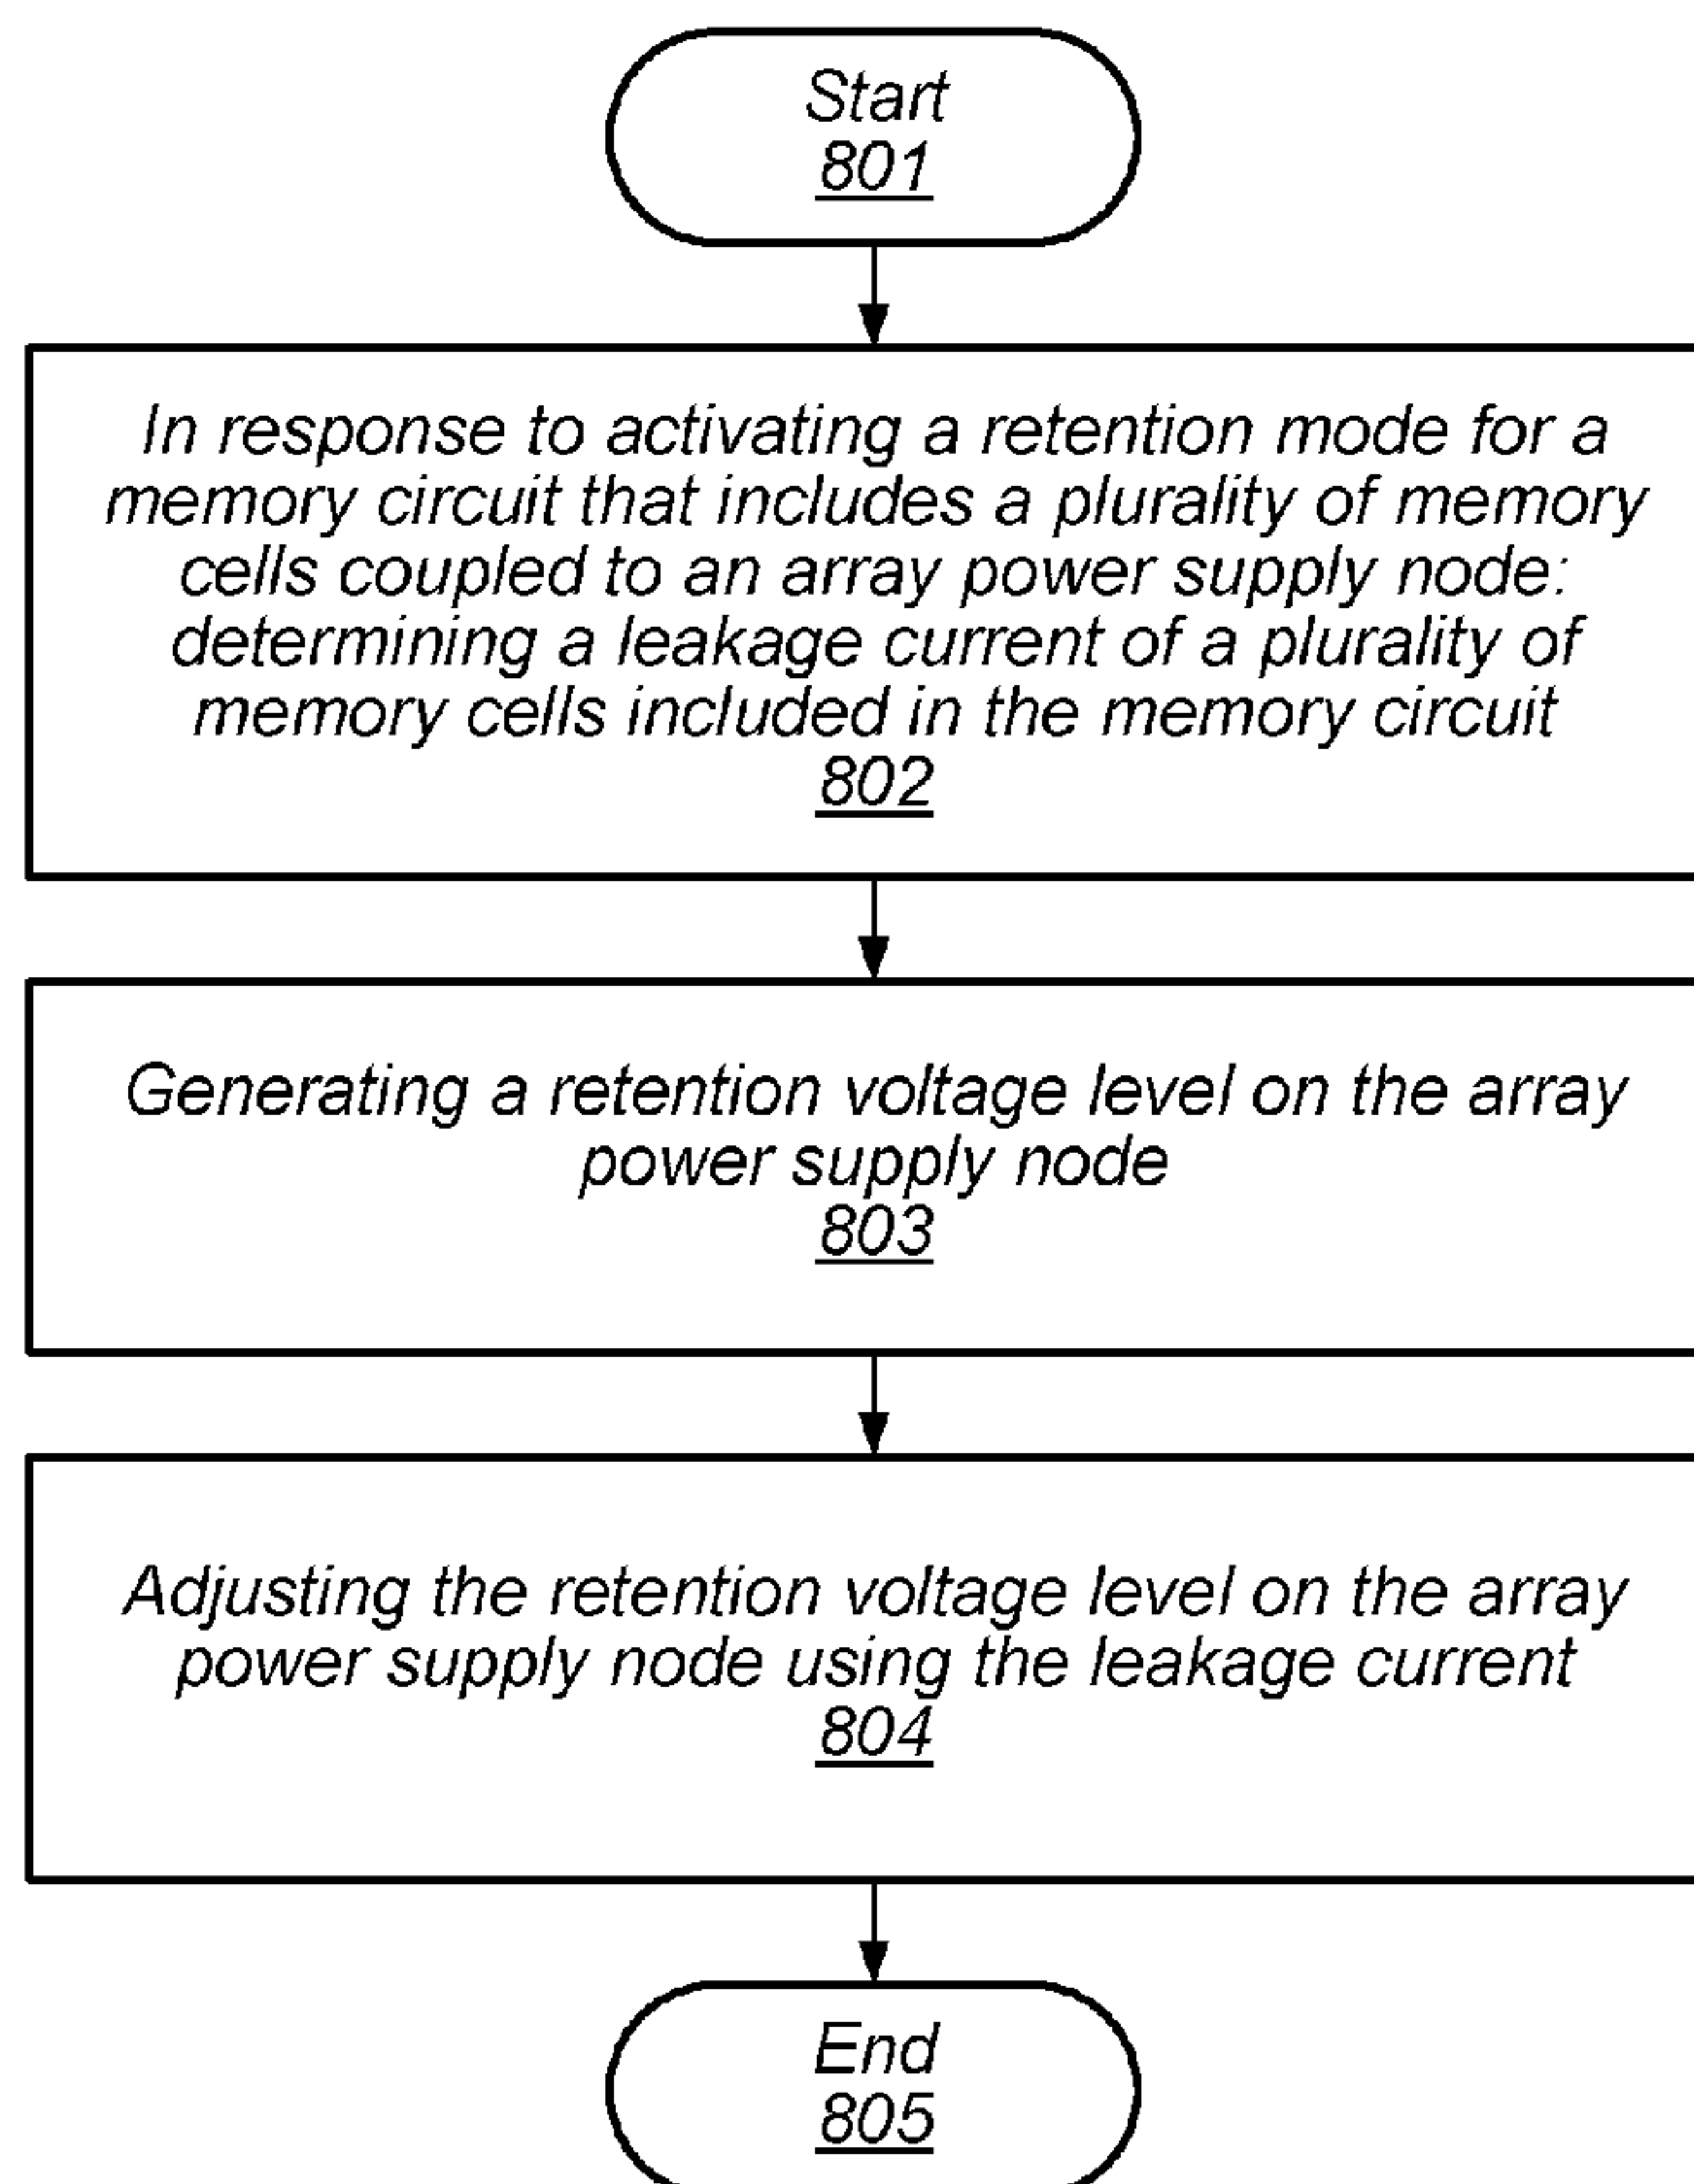 Start
801
In response to activating a retention mode for a
memory circuit that includes a plurality of memory
cells coupled to an array power supply node:
determining a leakage current of a plurality of
memory cells included in the memory circuit
802
Generating a retention voltage level on the array
power supply node
803
Adjusting the retention voltage level on the array
power supply node using the leakage current
804
End
805